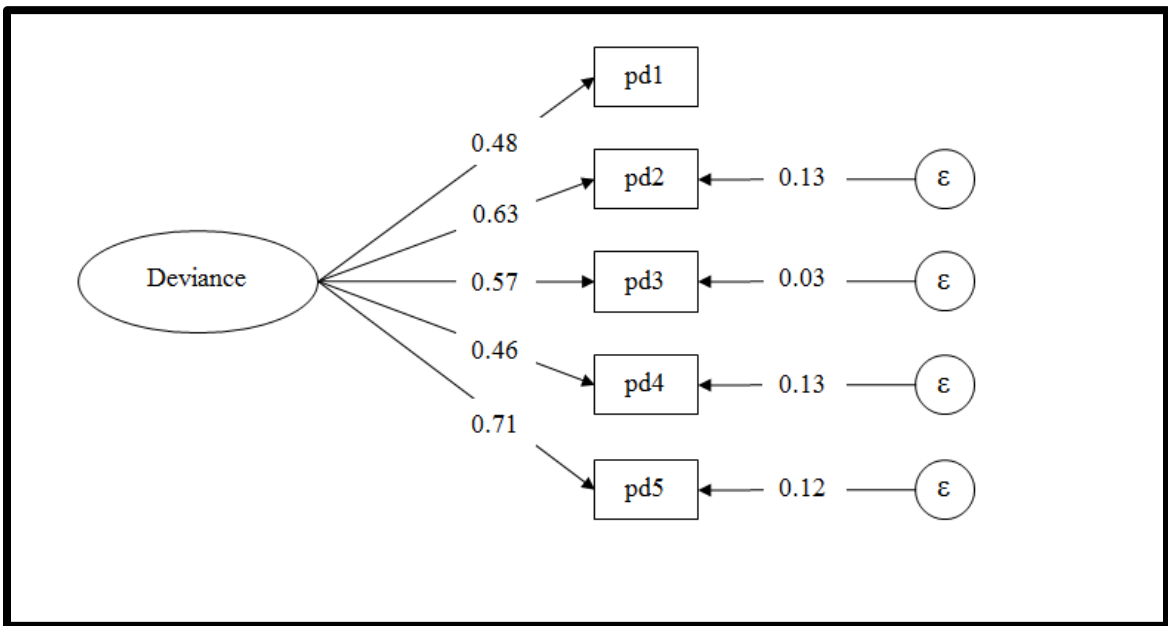 pd1
0.48
pd2 0.13 ε
0.63
Deviance 0.57 pd3 0.03 ε
0.46
pd4 0.13 ε
0.71
pd5 0.12 ε